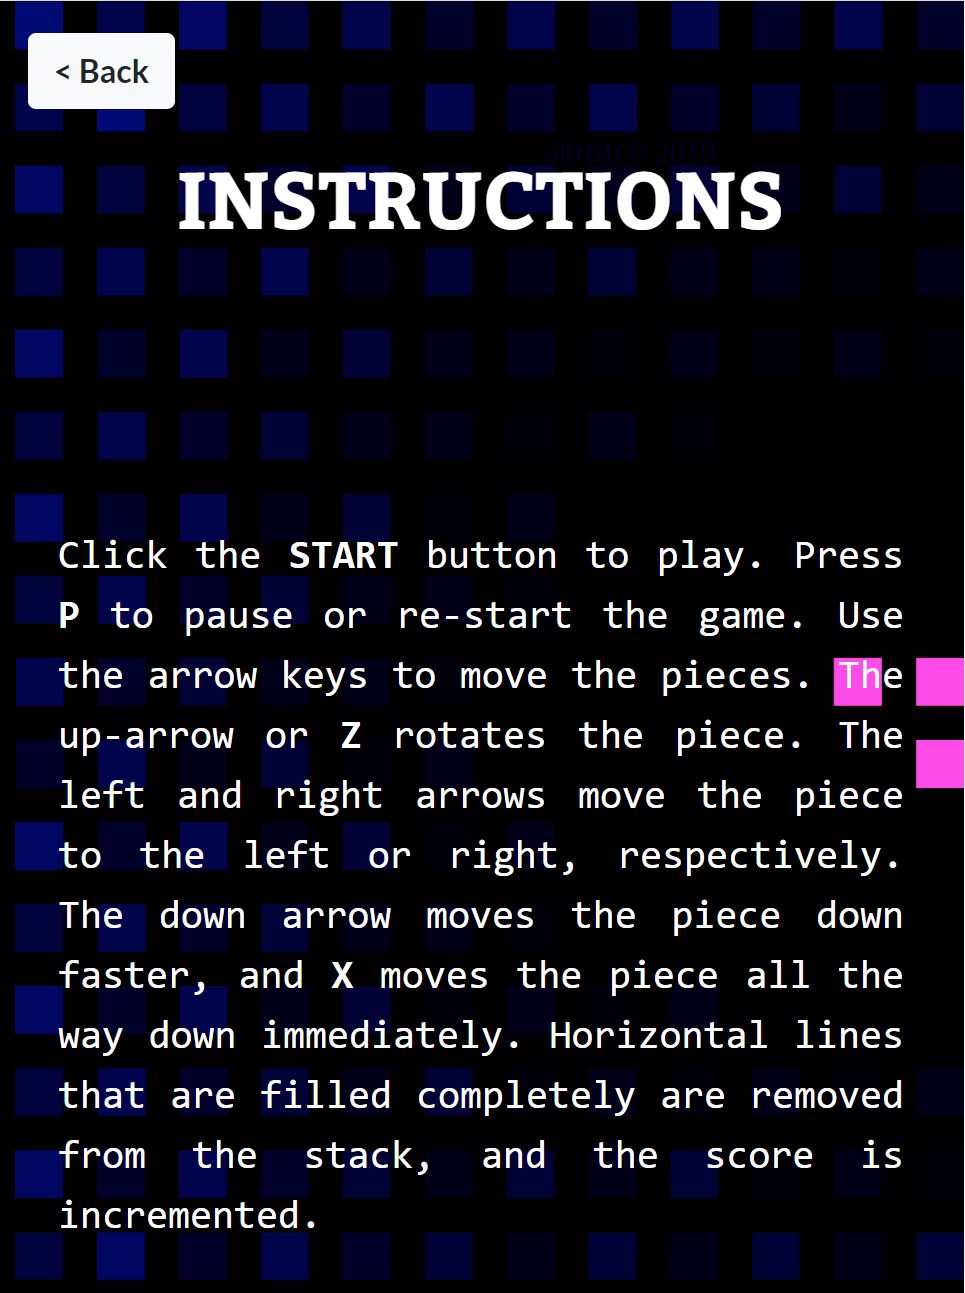 < Back
aKristi © 2019
INSTRUCTIONS
Click the START button to play. Press
P to pause or re-start the game. Use
the arrow keys to move the pieces. The
up-arrow or Z rotates the piece. The
left and right arrows move the piece
to the left or right, respectively.
The down arrow moves the piece down
faster, and X moves the piece all the
way down immediately. Horizontal lines
that are filled completely are removed
from the stack, and the score is
incremented.